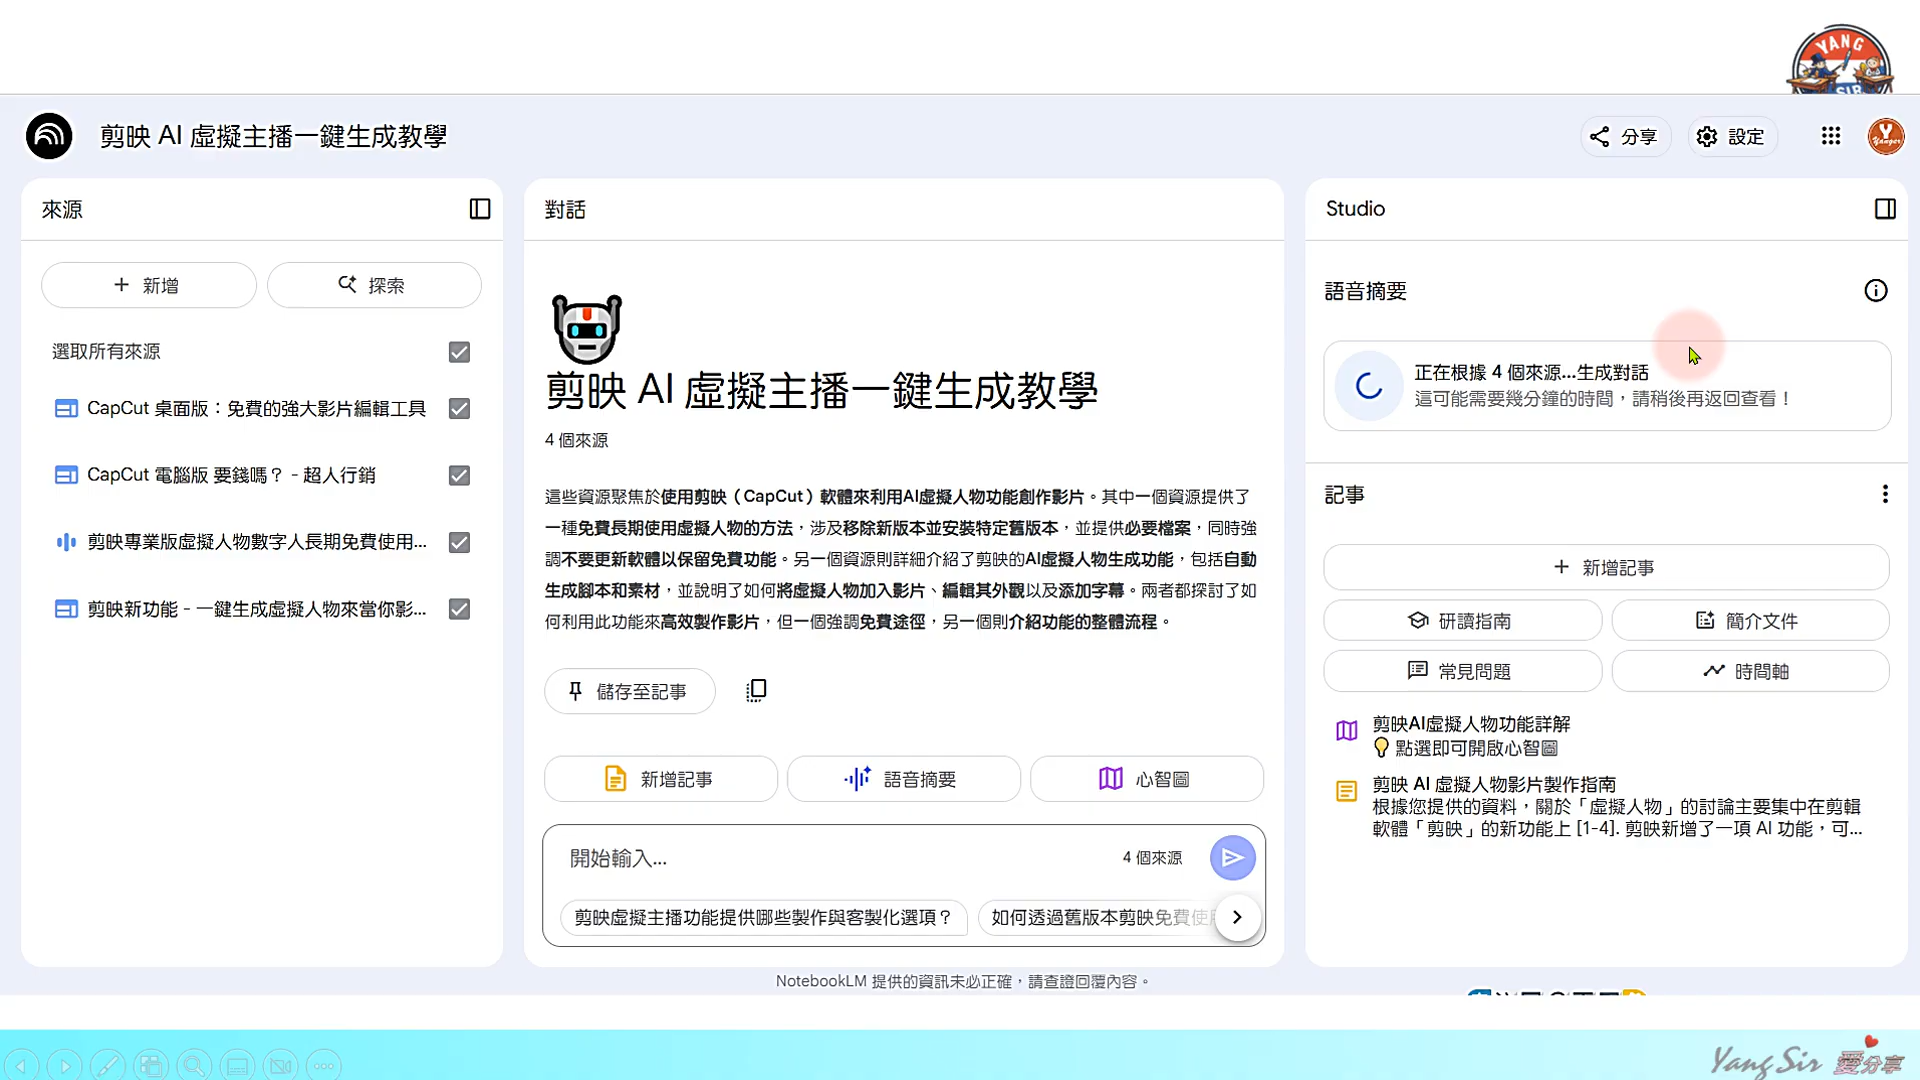 YANG
SIR
剪映 AI 虛擬主播一鍵生成教學
分享
設定
Y
Yanger
來源
新增
探索
選取所有來源
CapCut 桌面版：免費的強大影片編輯工具
CapCut 電腦版 要錢嗎？ - 超人行銷
剪映專業版虛擬人物數字人長期免費使用...
剪映新功能 - 一鍵生成虛擬人物來當你影...
對話
剪映 AI 虛擬主播一鍵生成教學
4 個來源
這些資源聚焦於使用剪映（CapCut）軟體來利用AI虛擬人物功能創作影片。其中一個資源提供了
一種免費長期使用虛擬人物的方法，涉及移除新版本並安裝特定舊版本，並提供必要檔案，同時強
調不要更新軟體以保留免費功能。另一個資源則詳細介紹了剪映的AI虛擬人物生成功能，包括自動
生成腳本和素材，並說明了如何將虛擬人物加入影片、編輯其外觀以及添加字幕。兩者都探討了如
何利用此功能來高效製作影片，但一個強調免費途徑，另一個則介紹功能的整體流程。
儲存至記事
新增記事
語音摘要
心智圖
開始輸入...
4 個來源
剪映虛擬主播功能提供哪些製作與客製化選項？
如何透過舊版本剪映免費使
NotebookLM 提供的資訊未必正確，請查證回覆內容。
Studio
語音摘要
正在根據 4 個來源...生成對話
這可能需要幾分鐘的時間，請稍後再返回查看！
記事
新增記事
研讀指南
簡介文件
常見問題
時間軸
剪映AI虛擬人物功能詳解
點選即可開啟心智圖
剪映 AI 虛擬人物影片製作指南
根據您提供的資料，關於「虛擬人物」的討論主要集中在剪輯
軟體「剪映」的新功能上 [1-4]. 剪映新增了一項 AI 功能，可...
YangSir 愛分享